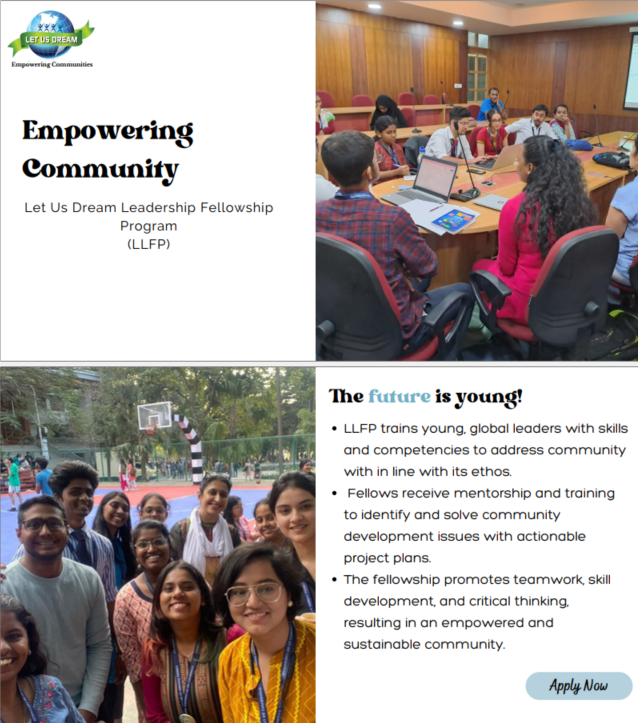 LET US DREAM
Empowering Communities
Empowering
Community
Let Us Dream Leadership Fellowship
Program
(LLFP)
The future is young!
• LLFP trains young, global leaders with skills
and competencies to address community
with in line with its ethos.
• Fellows receive mentorship and training
to identify and solve community
development issues with actionable
project plans.
• The fellowship promotes teamwork, skill
development, and critical thinking,
resulting in an empowered and
sustainable community.
Apply Now